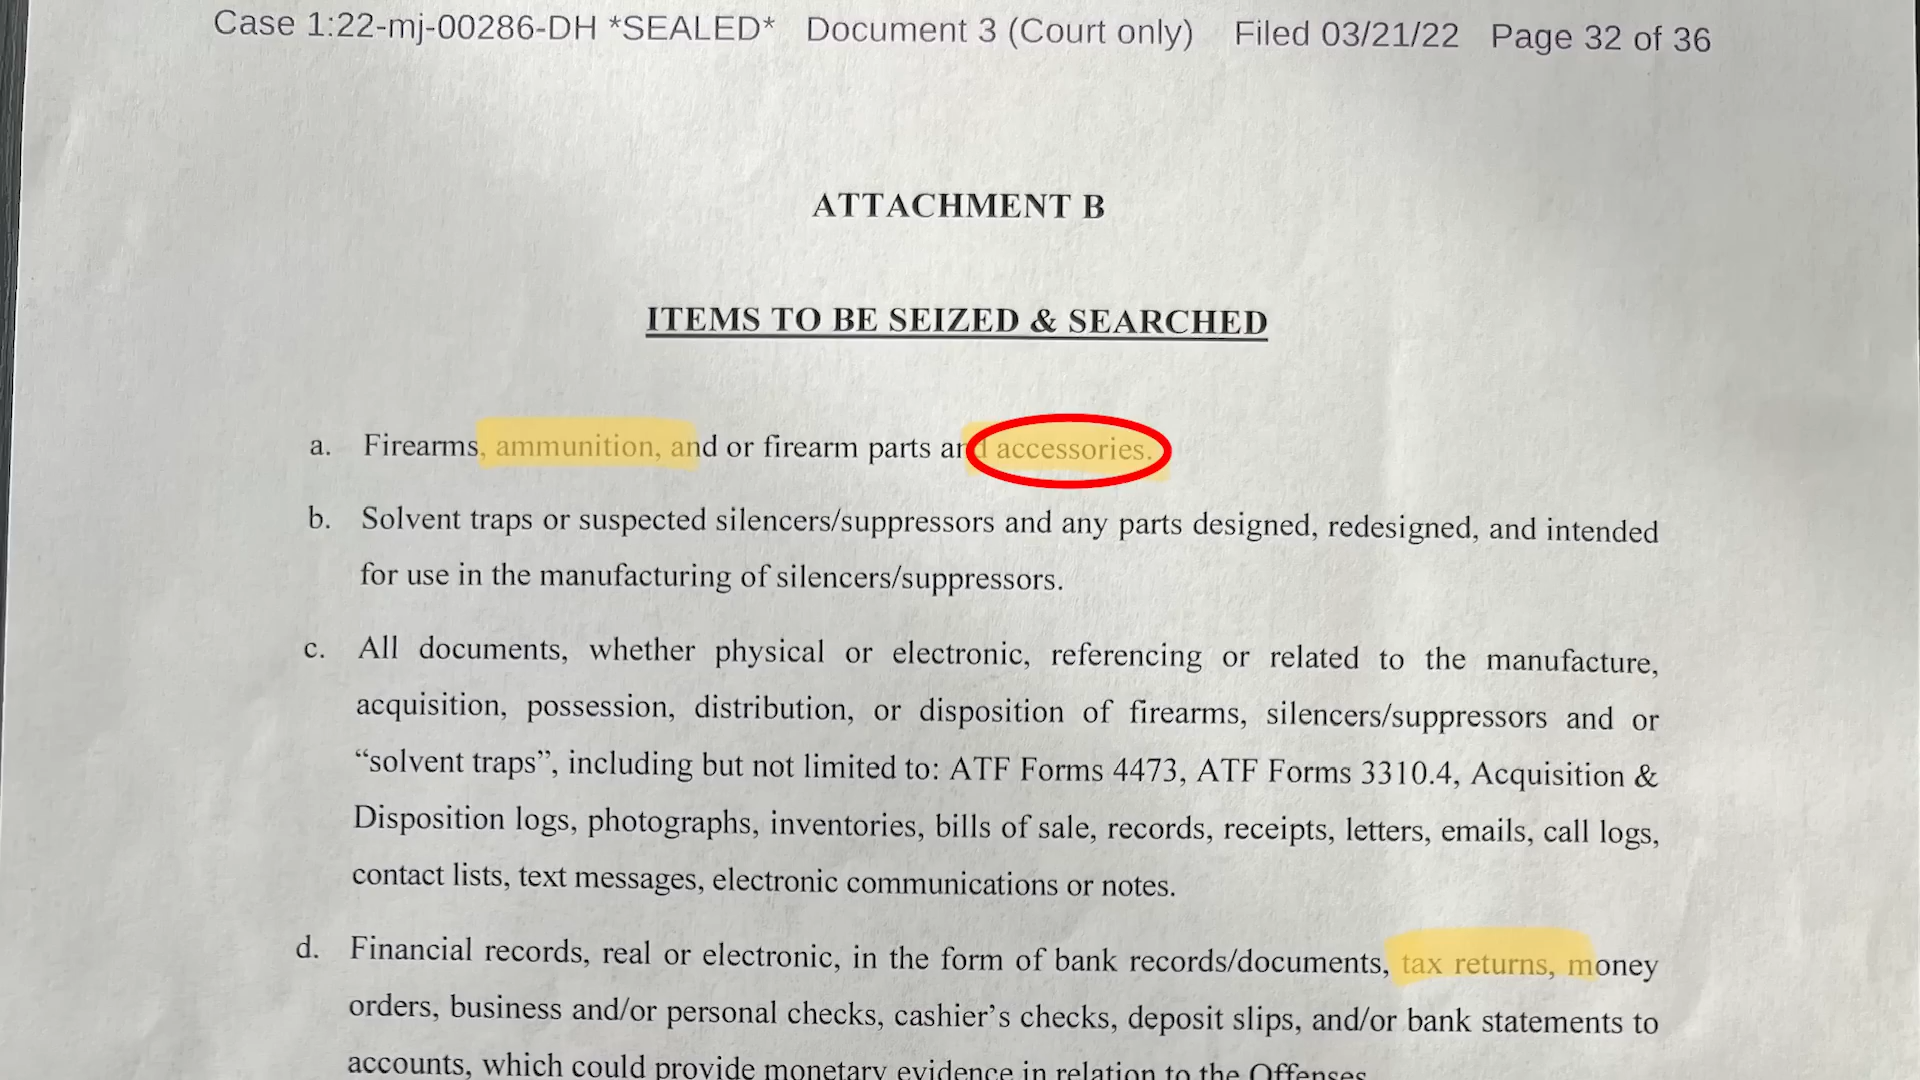 Case 1:22-mj-00286-DH *SEALED* Document 3 (Court only) Filed 03/21/22 Page 32 of 36
ATTACHMENT B
ITEMS TO BE SEIZED & SEARCHED
a. Firearms, ammunition, and or firearm parts and accessories.
b. Solvent traps or suspected silencers/suppressors and any parts designed, redesigned, and intended
for use in the manufacturing of silencers/suppressors.
c. All documents, whether physical or electronic, referencing or related to the manufacture,
acquisition, possession, distribution, or disposition of firearms, silencers/suppressors and or
“solvent traps”, including but not limited to: ATF Forms 4473, ATF Forms 3310.4, Acquisition &
Disposition logs, photographs, inventories, bills of sale, records, receipts, letters, emails, call logs,
contact lists, text messages, electronic communications or notes.
d. Financial records, real or electronic, in the form of bank records/documents, tax returns, money
orders, business and/or personal checks, cashier’s checks, deposit slips, and/or bank statements to
accounts, which could provide monetary evidence in relation to the Offenses